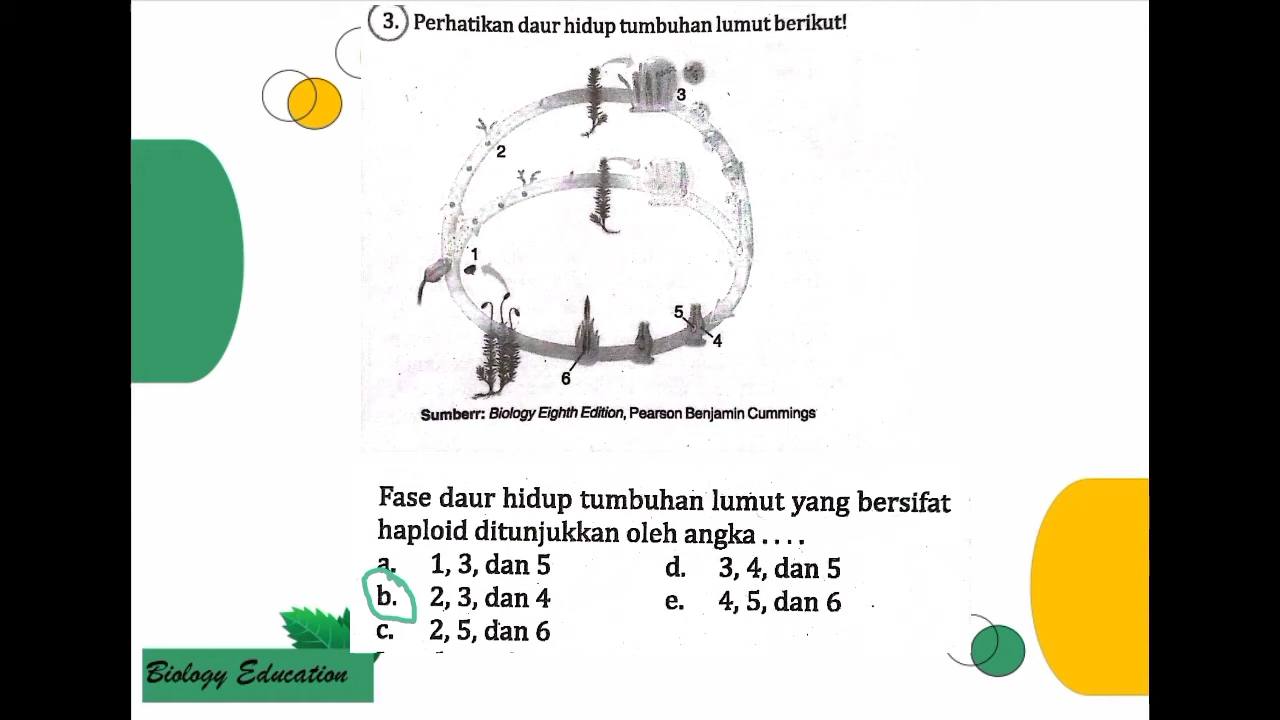 3. Perhatikan daur hidup tumbuhan lumut berikut!
3
2
1
5
4
6
Sumberr: Biology Eighth Edition, Pearson Benjamin Cummings
Fase daur hidup tumbuhan lumut yang bersifat
haploid ditunjukkan oleh angka . . . .
a. 1, 3, dan 5
b. 2, 3, dan 4
c. 2, 5, dan 6
d. 3, 4, dan 5
e. 4, 5, dan 6
Biology Education